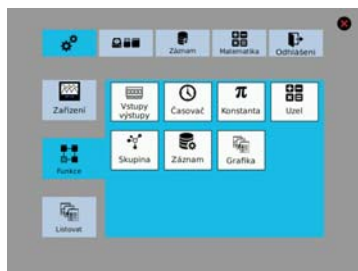 Záznam
Matematika
Odhlášení
Zařízení
Vstupy
výstupy
Časovač
π
Konstanta
Uzel
Funkce
Skupina
Záznam
Grafika
Listovat